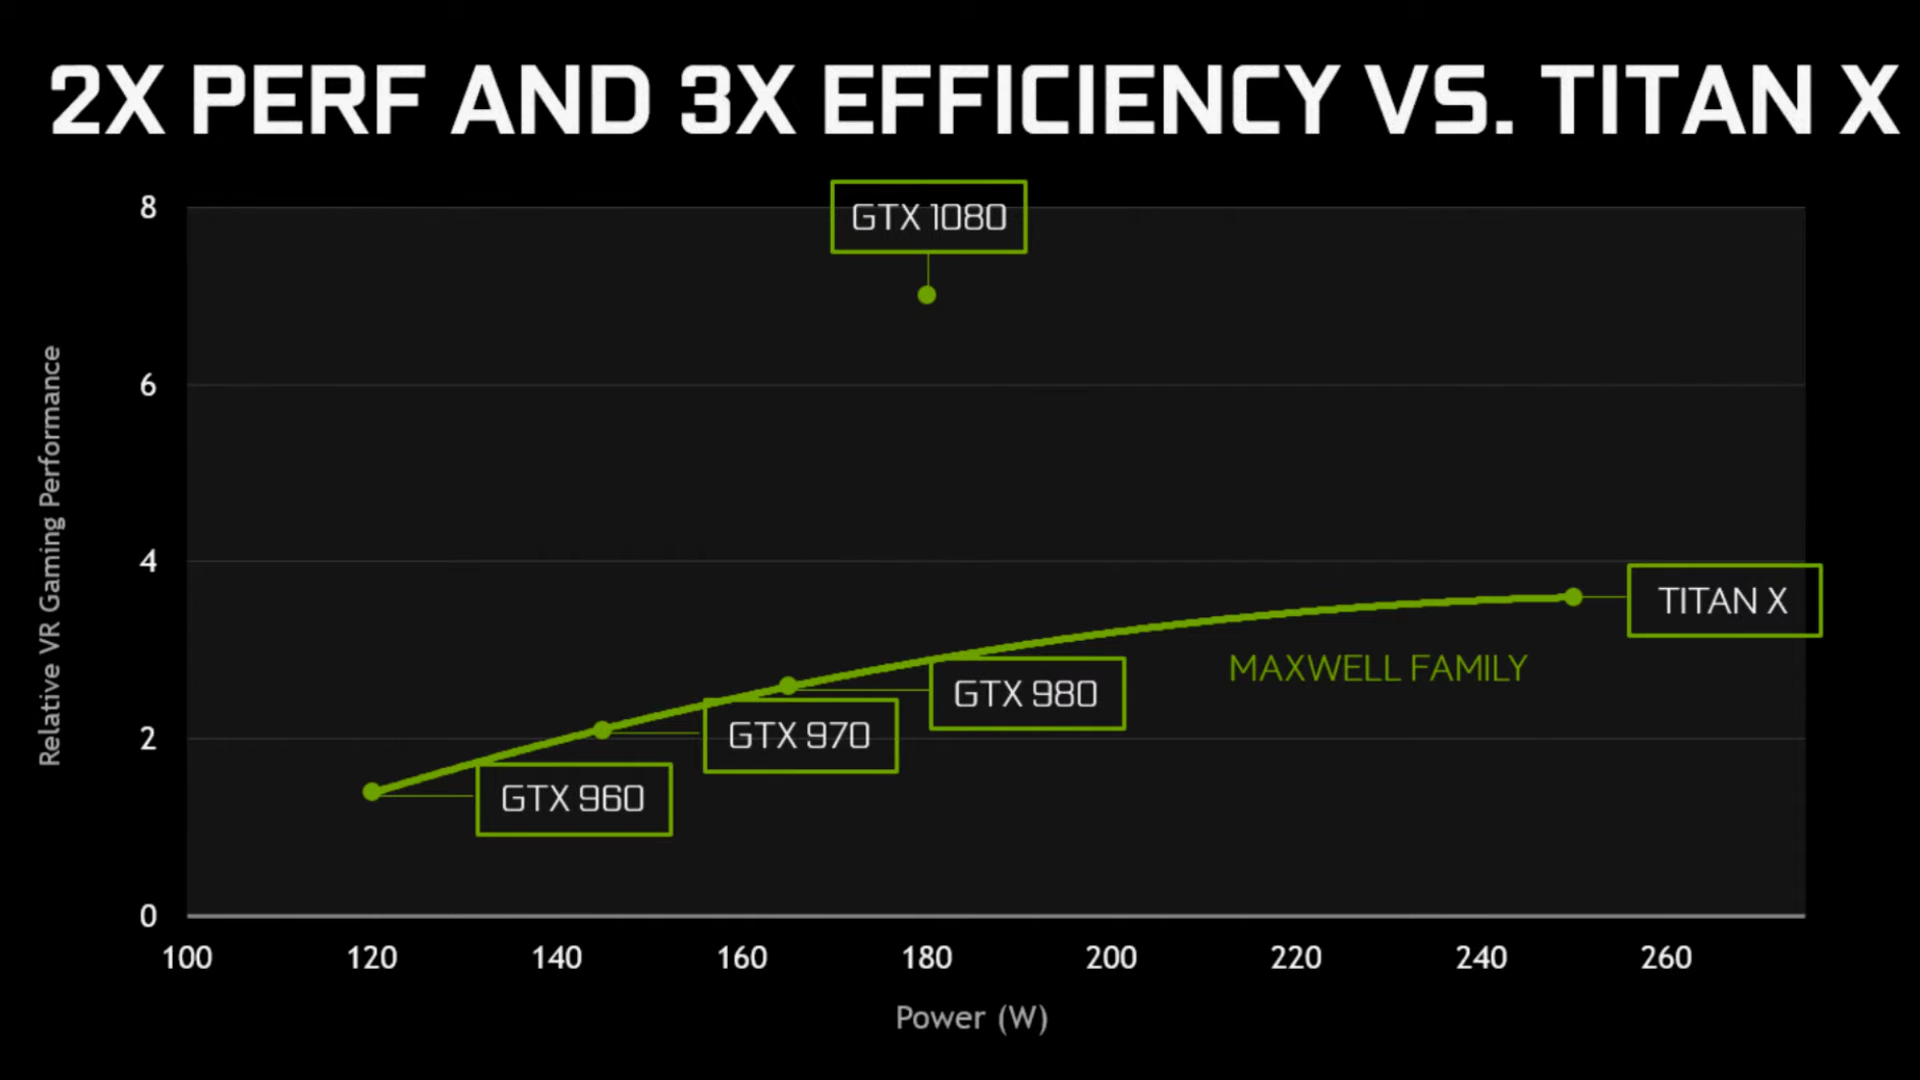 2X PERF AND 3X EFFICIENCY VS. TITAN X
8
GTX 1080
6
Relative VR Gaming Performance
4
TITAN X
MAXWELL FAMILY
GTX 980
GTX 970
2
GTX 960
0
100 120 140 160 180 200 220 240 260
Power (W)